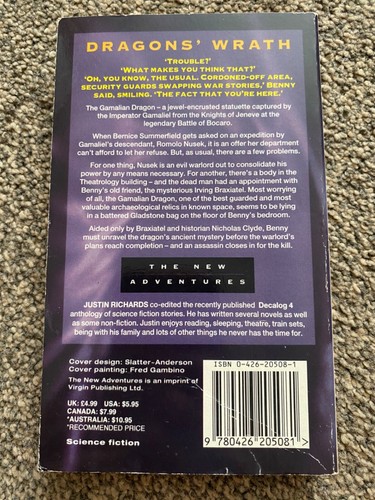 DRAGONS' WRATH
'TROUBLE?'
'WHAT MAKES YOU THINK THAT?'
'OH, YOU KNOW, THE USUAL. CORDONED-OFF AREA,
SECURITY GUARDS SWAPPING WAR STORIES,' BENNY
SAID, SMILING. 'THE FACT THAT YOU'RE HERE.'
The Gamalian Dragon – a jewel-encrusted statuette captured by
the Imperator Gamaliel from the Knights of Jeneve at the
legendary Battle of Bocaro.
When Bernice Summerfield gets asked on an expedition by
Gamaliel's descendant, Romolo Nusek, it is an offer her department
can't afford to let her refuse. But, as usual, there are a few problems.
For one thing, Nusek is an evil warlord out to consolidate his
power by any means necessary. For another, there's a body in the
Theatrology building – and the dead man had an appointment with
Benny's old friend, the mysterious Irving Braxiatel. Most worrying
of all, the Gamalian Dragon, one of the best guarded and most
valuable archaeological relics in known space, seems to be lying
in a battered Gladstone bag on the floor of Benny's bedroom.
Aided only by Braxiatel and historian Nicholas Clyde, Benny
must unravel the dragon's ancient mystery before the warlord's
plans reach completion – and an assassin closes in for the kill.
THE NEW
ADVENTURES
JUSTIN RICHARDS co-edited the recently published Decalog 4
anthology of science fiction stories. He has written several novels as well
as some non-fiction. Justin enjoys reading, sleeping, theatre, train sets,
being with his family and lots of other things he never has the time for.
Cover design: Slatter-Anderson
Cover painting: Fred Gambino
The New Adventures is an imprint of
Virgin Publishing Ltd.
UK: £4.99 USA: $5.95
CANADA: $7.99
*AUSTRALIA: $10.95
*RECOMMENDED PRICE
Science fiction
ISBN 0-426-20508-1
9 780426 205081 >